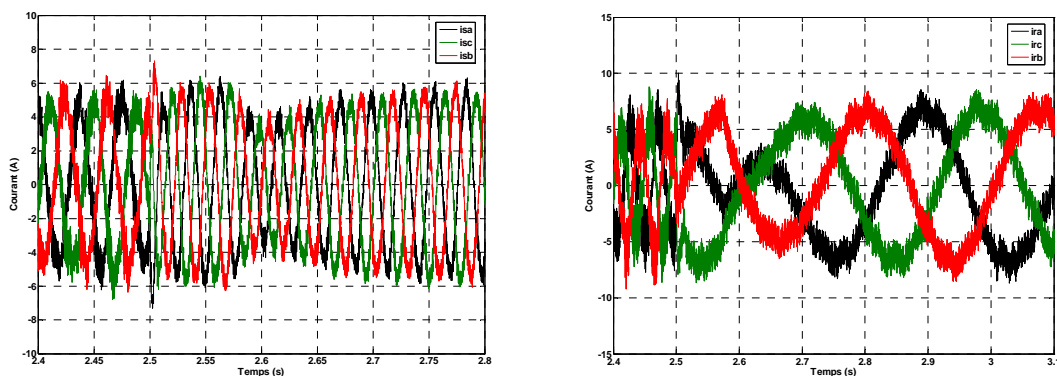 10
8
6
4
2
0
-2
-4
-6
-8
-10
Courant (A)
2.4 2.45 2.5 2.55 2.6 2.65 2.7 2.75 2.8
Temps (s)
isa
isc
isb
15
10
5
0
-5
-10
-15
Courant (A)
2.4 2.5 2.6 2.7 2.8 2.9 3 3.1
Temps (s)
ira
irc
irb